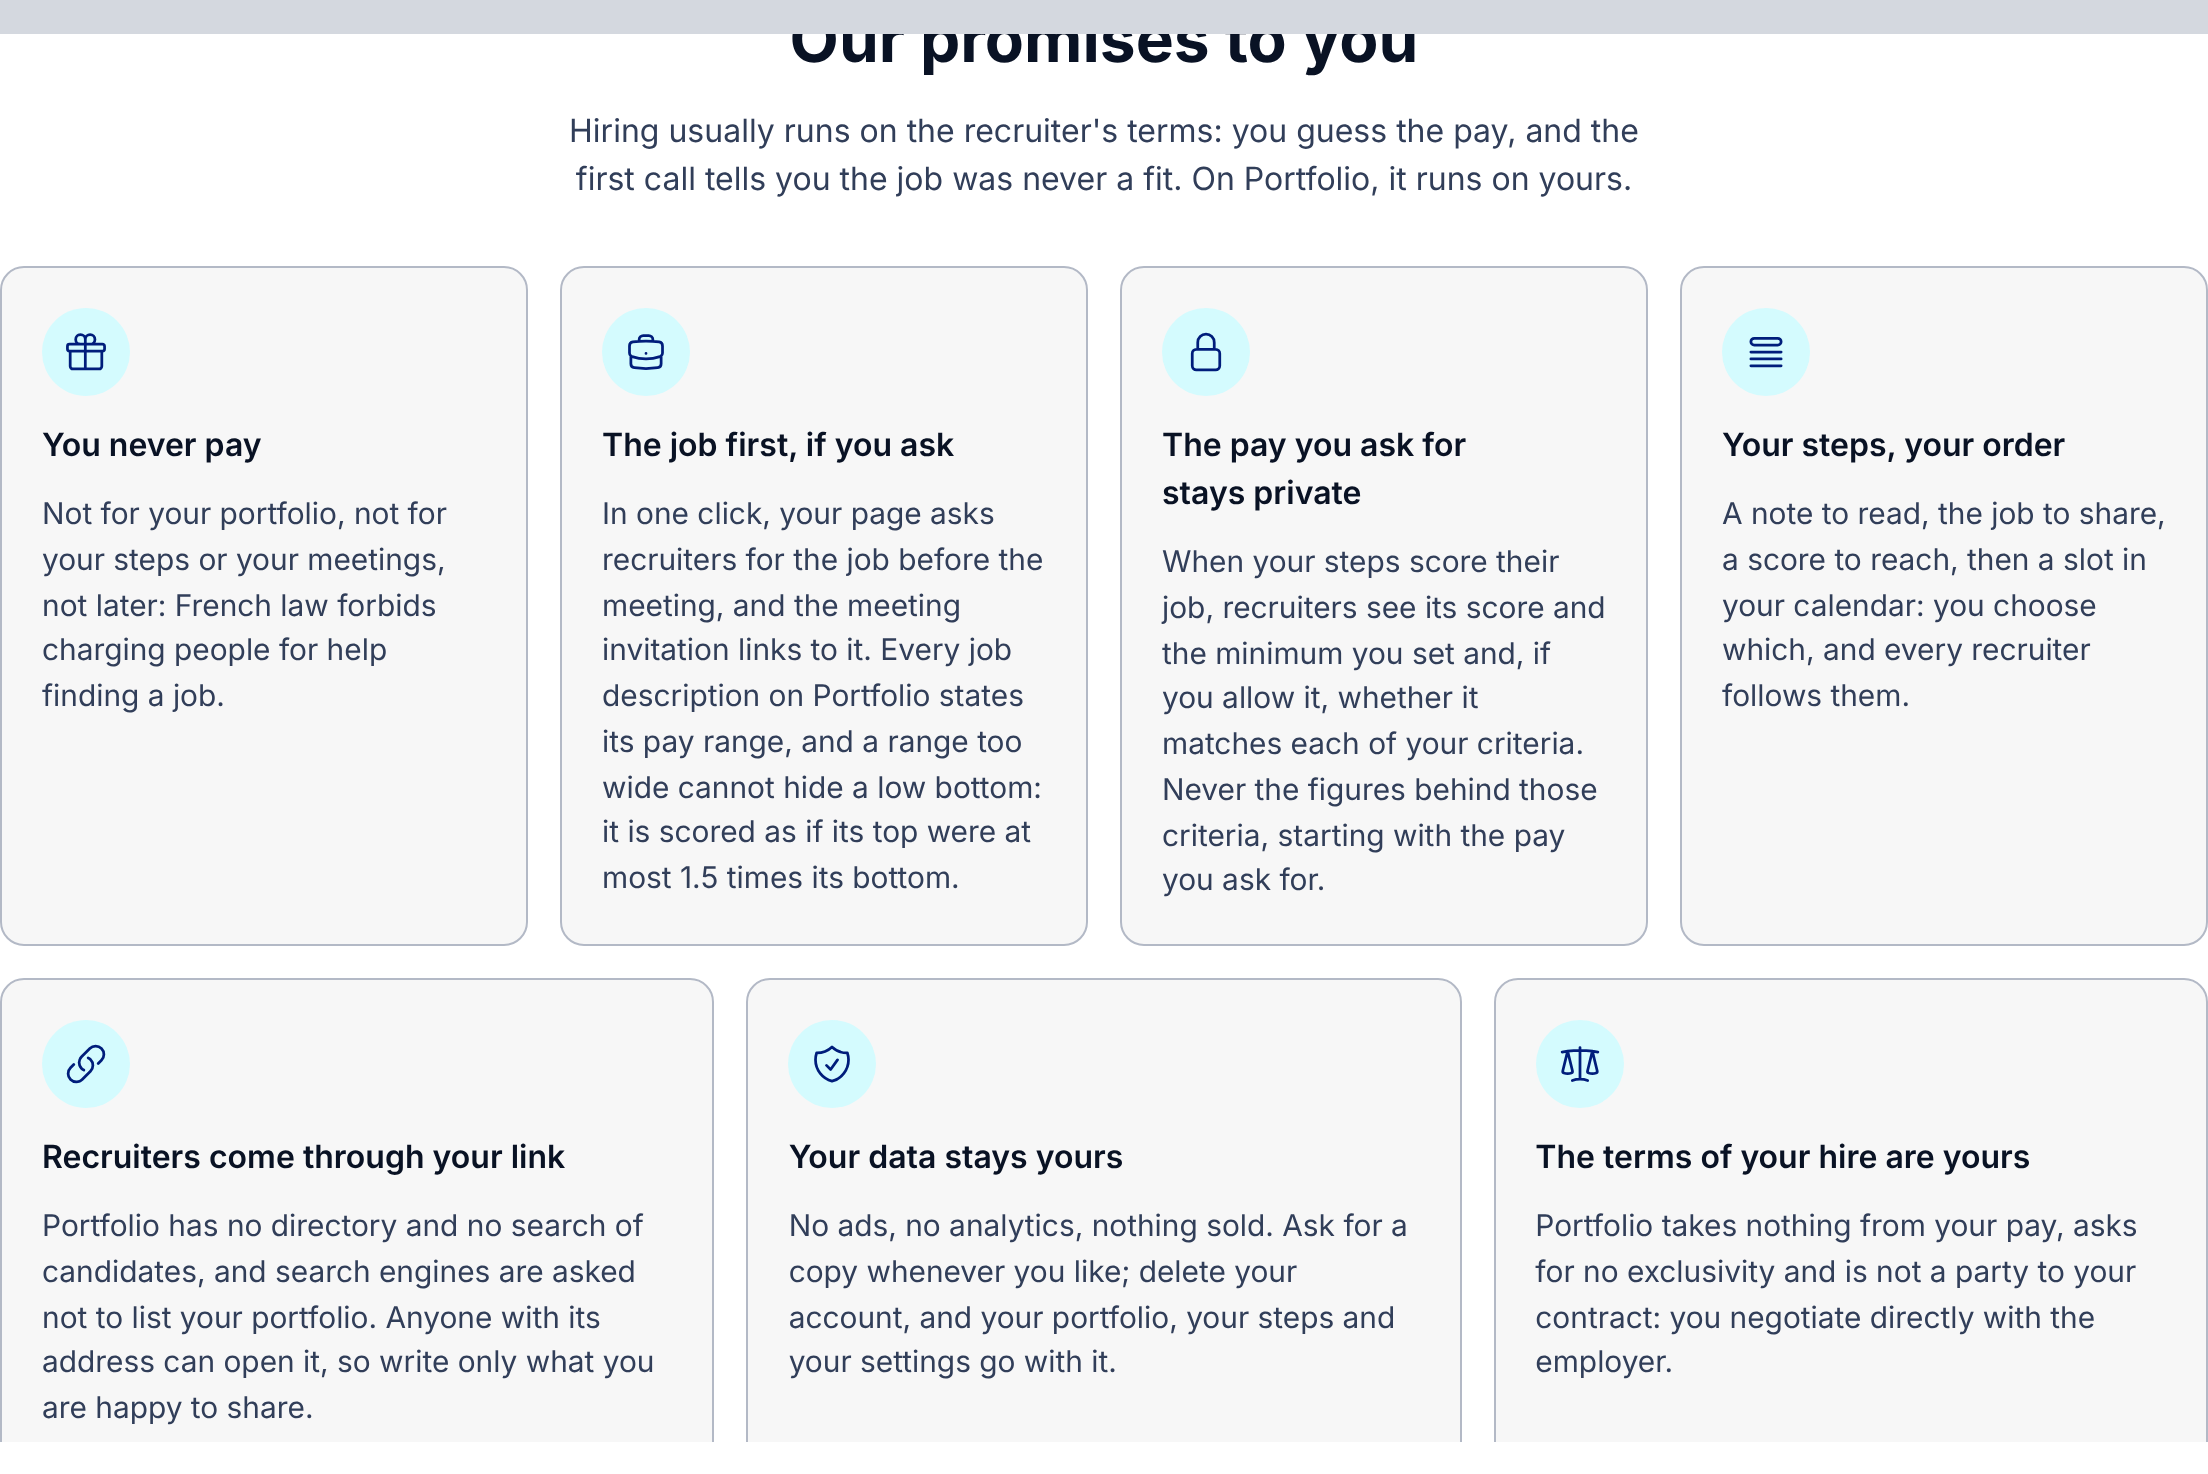 Our promises to you
Hiring usually runs on the recruiter's terms: you guess the pay, and the
first call tells you the job was never a fit. On Portfolio, it runs on yours.
You never pay
Not for your portfolio, not for
your steps or your meetings,
not later: French law forbids
charging people for help
finding a job.
The job first, if you ask
In one click, your page asks
recruiters for the job before the
meeting, and the meeting
invitation links to it. Every job
description on Portfolio states
its pay range, and a range too
wide cannot hide a low bottom:
it is scored as if its top were at
most 1.5 times its bottom.
The pay you ask for
stays private
When your steps score their
job, recruiters see its score and
the minimum you set and, if
you allow it, whether it
matches each of your criteria.
Never the figures behind those
criteria, starting with the pay
you ask for.
Your steps, your order
A note to read, the job to share,
a score to reach, then a slot in
your calendar: you choose
which, and every recruiter
follows them.
Recruiters come through your link
Portfolio has no directory and no search of
candidates, and search engines are asked
not to list your portfolio. Anyone with its
address can open it, so write only what you
are happy to share.
Your data stays yours
No ads, no analytics, nothing sold. Ask for a
copy whenever you like; delete your
account, and your portfolio, your steps and
your settings go with it.
The terms of your hire are yours
Portfolio takes nothing from your pay, asks
for no exclusivity and is not a party to your
contract: you negotiate directly with the
employer.